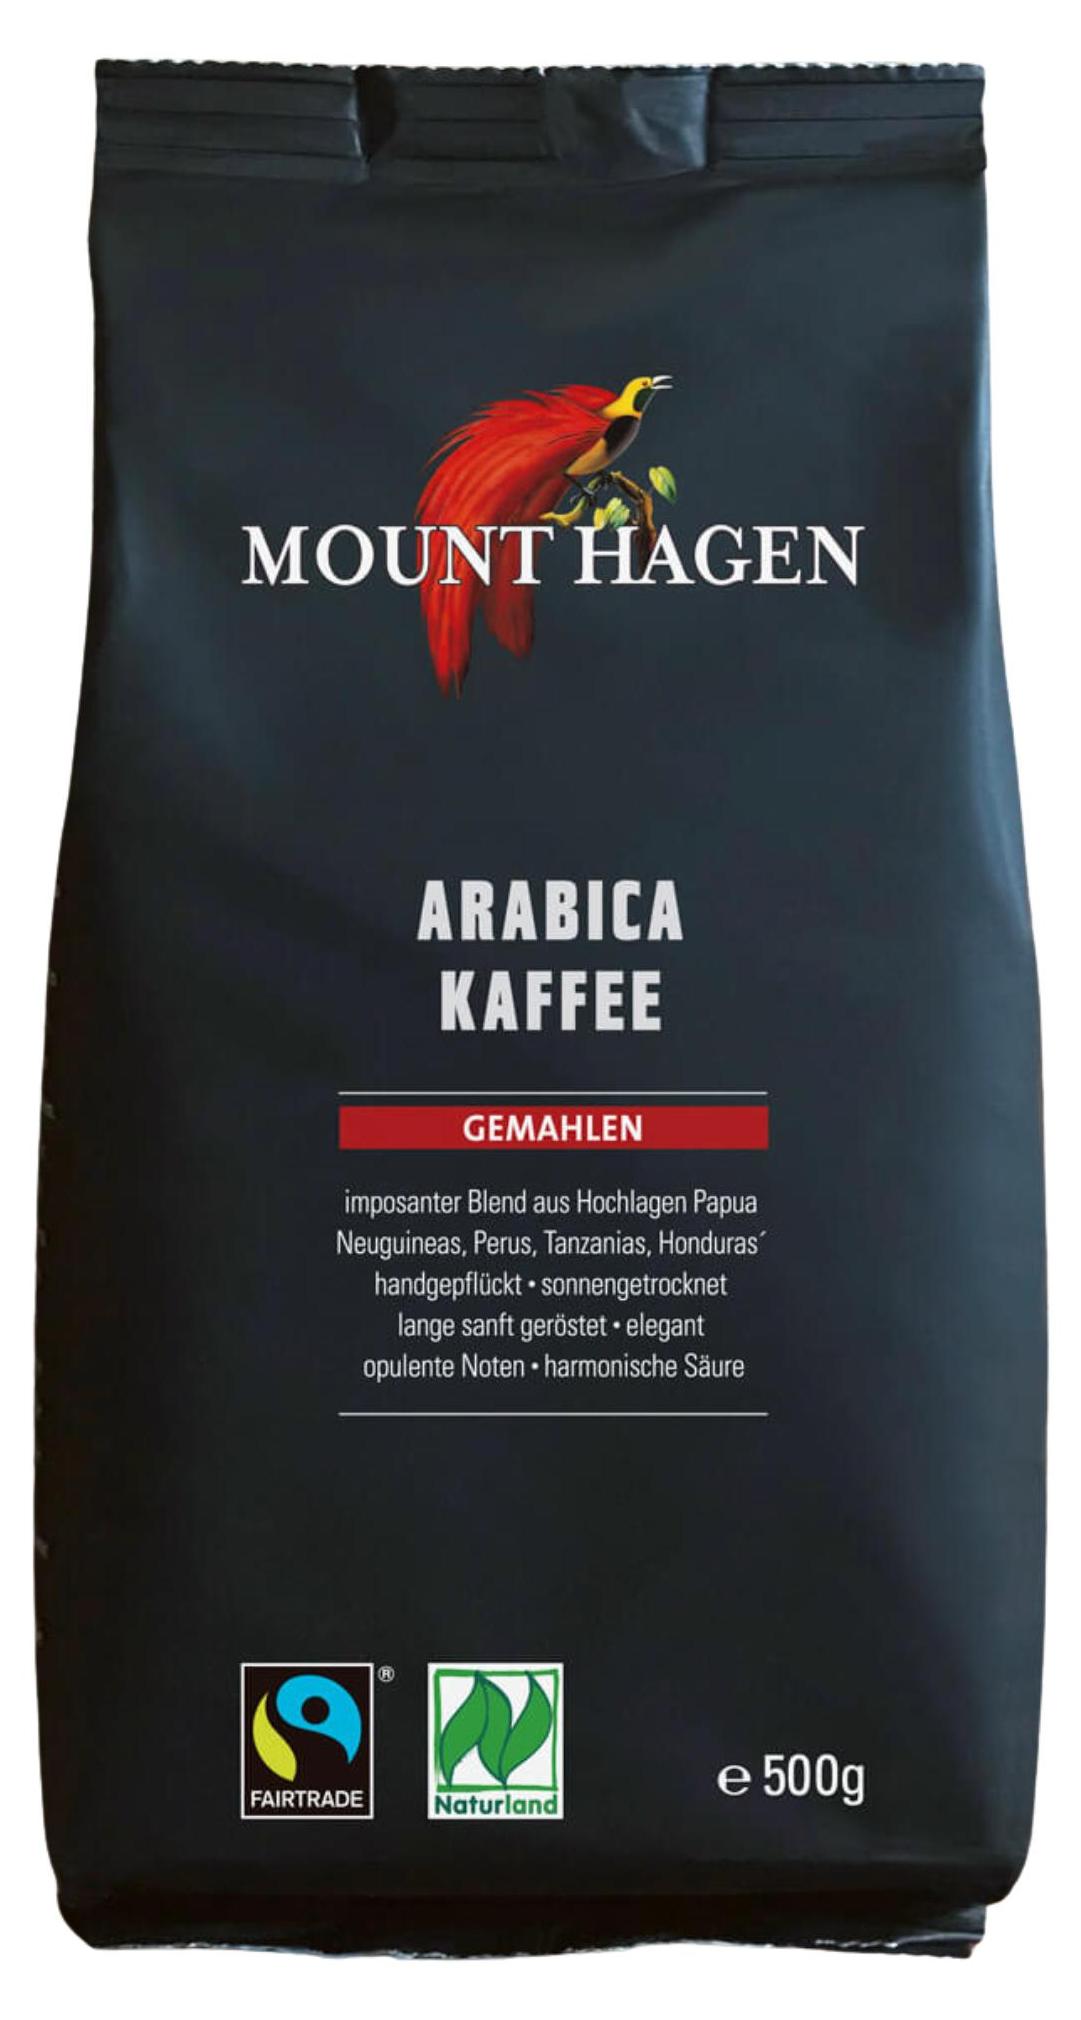 MOUNT HAGEN
ARABICA
KAFFEE
GEMAHLEN
imposanter Blend aus Hochlagen Papua
Neuguineas, Perus, Tanzanias, Honduras´
handgepflückt • sonnengetrocknet
lange sanft geröstet • elegant
opulente Noten • harmonische Säure
®
FAIRTRADE
Naturland
℮ 500g